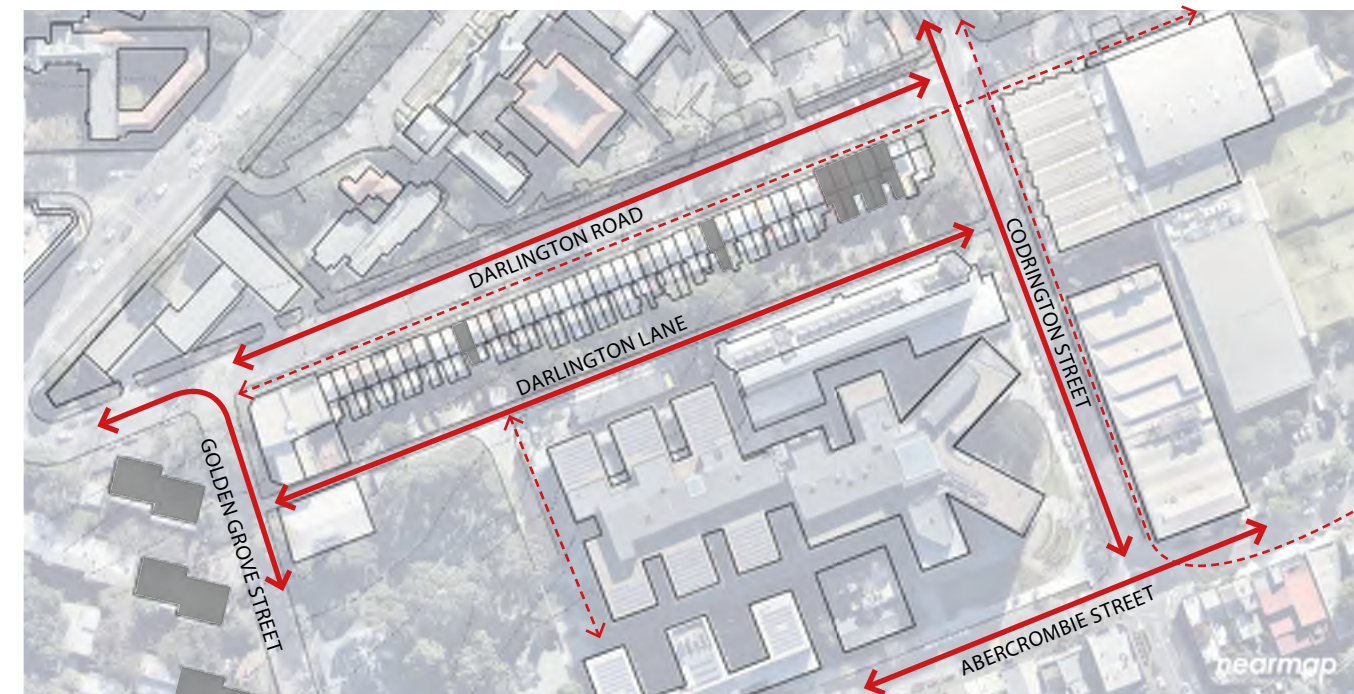 DARLINGTON ROAD
DARLINGTON LANE
CODRINGTON STREET
GOLDEN GROVE STREET
ABERCROMBIE STREET
nearmap